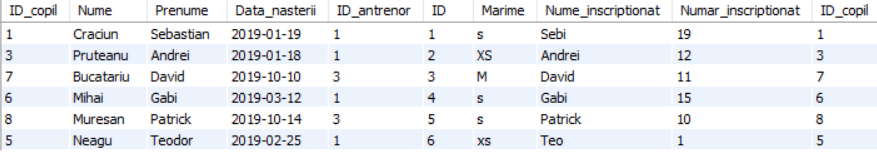 ID_copil Nume Prenume Data_nasterii ID_antrenor ID Marime Nume_inscriptionat Numar_inscriptionat ID_copil
1 Craciun Sebastian 2019-01-19 1 1 s Sebi 19 1
3 Pruteanu Andrei 2019-01-18 1 2 XS Andrei 12 3
7 Bucatariu David 2019-10-10 3 3 M David 11 7
6 Mihai Gabi 2019-03-12 1 4 s Gabi 15 6
8 Muresan Patrick 2019-10-14 3 5 s Patrick 10 8
5 Neagu Teodor 2019-02-25 1 6 xs Teo 1 5